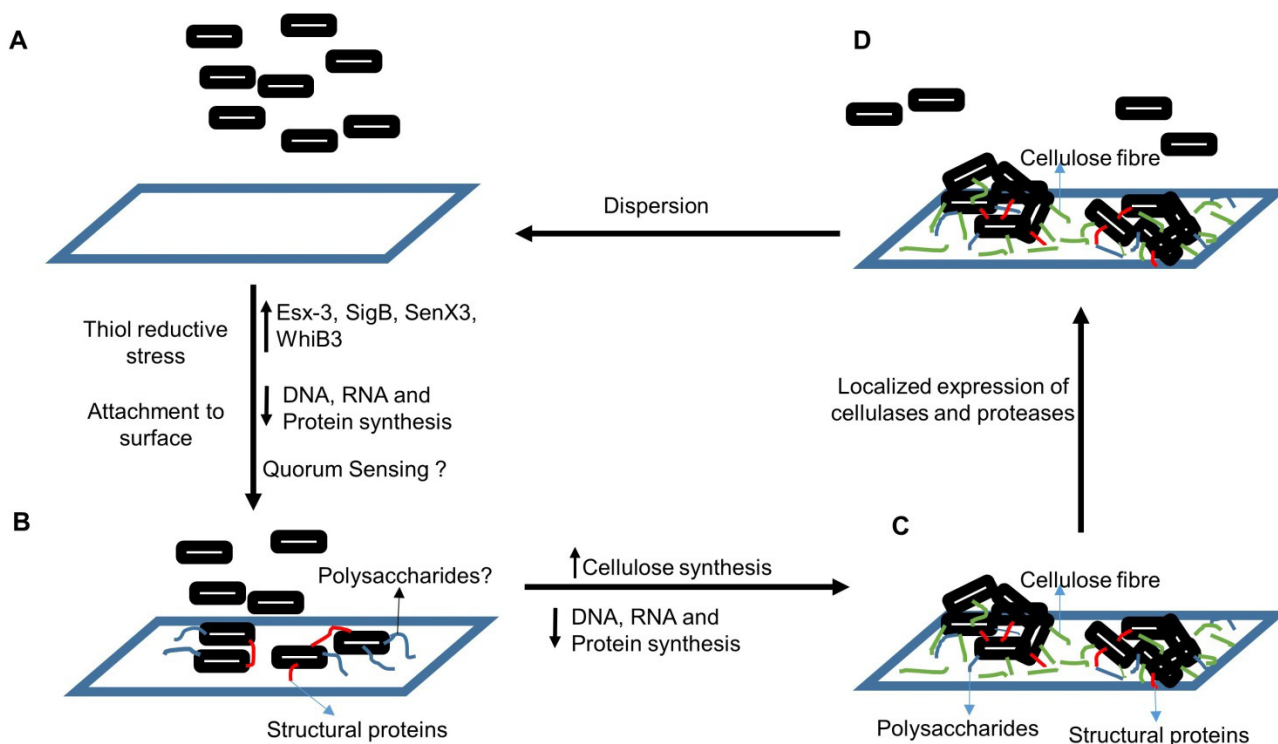 A
D
Cellulose fibre
Dispersion
Thiol reductive
stress
Esx-3, SigB, SenX3,
WhiB3
DNA, RNA and
Protein synthesis
Attachment to
surface
Quorum Sensing ?
Localized expression of
cellulases and proteases
B
Polysaccharides?
Structural proteins
Cellulose synthesis
DNA, RNA and
Protein synthesis
C
Cellulose fibre
Polysaccharides
Structural proteins